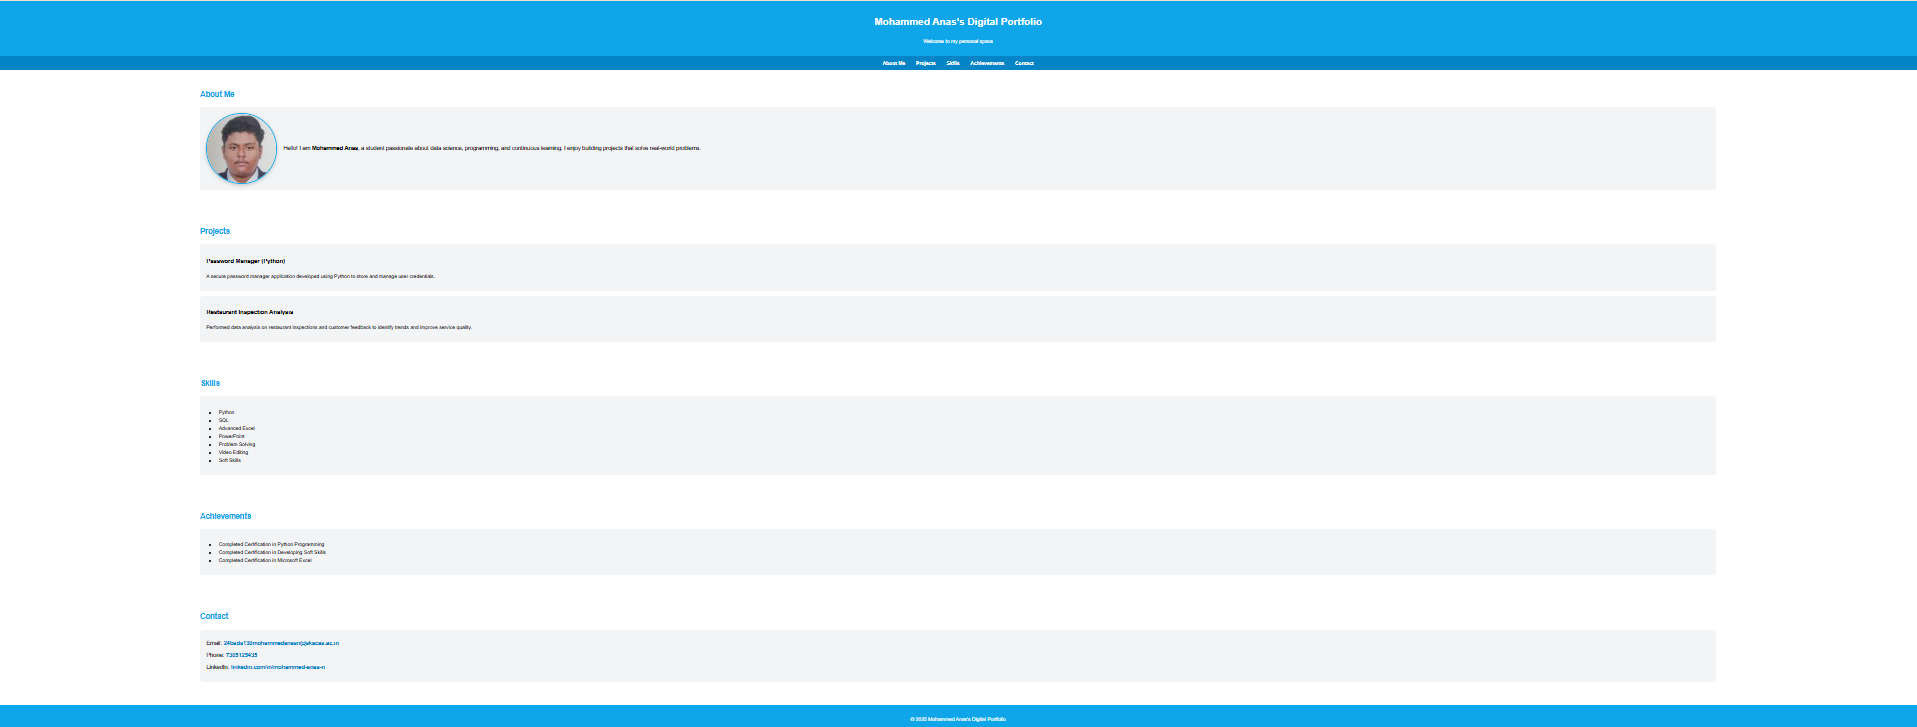 Mohammed Anas's Digital Portfolio
Welcome to my personal space
About Me Projects Skills Achievements Contact
About Me
Hello! I am Mohammed Anas, a student passionate about data science, programming, and continuous learning. I enjoy building projects that solve real-world problems.
Projects
Password Manager (Python)
A secure password manager application developed using Python to store and manage user credentials.
Restaurant Inspection Analysis
Performed data analysis on restaurant inspections and customer feedback to identify trends and improve service quality.
Skills
Python
SQL
Advanced Excel
PowerPoint
Problem Solving
Video Editing
Soft Skills
Achievements
Completed Certification in Python Programming
Completed Certification in Developing Soft Skills
Completed Certification in Microsoft Excel
Contact
Email:
Phone:
LinkedIn: linkedin.com/in/mohammed-anas-n
© 2025 Mohammed Anas's Digital Portfolio